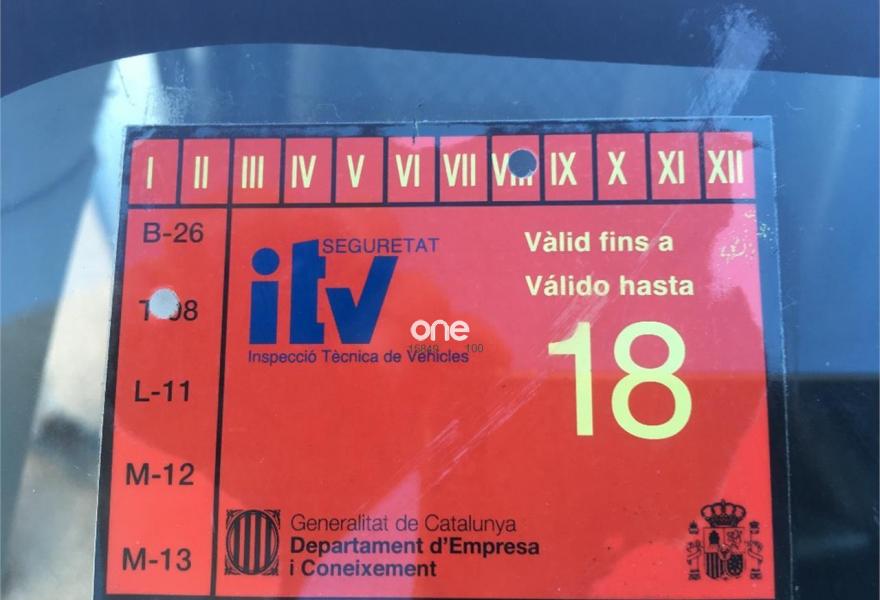 I II III IV V VI VII VIII IX X XI XII
B-26
SEGURETAT
itv
Inspecció Tècnica de Vehicles
Vàlid fins a
Válido hasta
18
one
100
L-11
M-12
M-13
Generalitat de Catalunya
Departament d'Empresa
i Coneixement